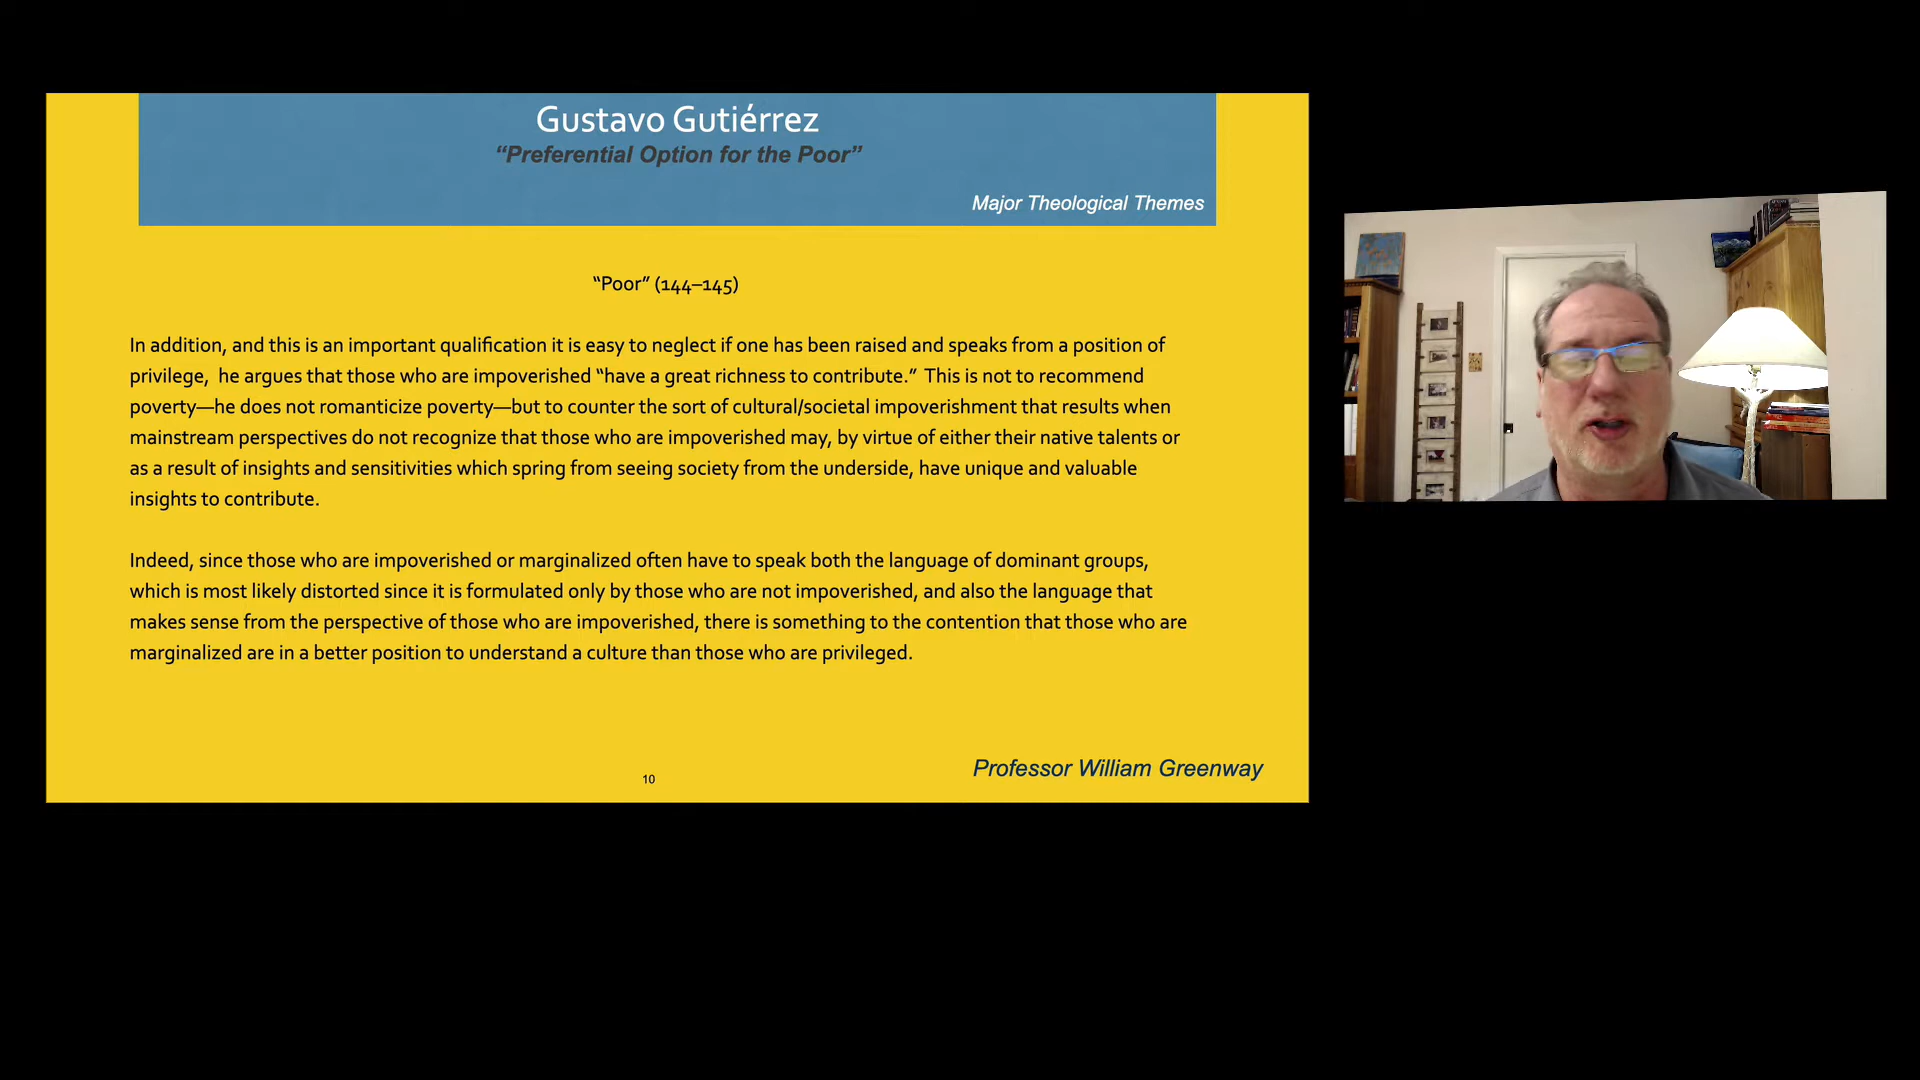 Gustavo Gutiérrez
“Preferential Option for the Poor”
Major Theological Themes
“Poor” (144–145)
In addition, and this is an important qualification it is easy to neglect if one has been raised and speaks from a position of
privilege,  he argues that those who are impoverished “have a great richness to contribute.”  This is not to recommend
poverty—he does not romanticize poverty—but to counter the sort of cultural/societal impoverishment that results when
mainstream perspectives do not recognize that those who are impoverished may, by virtue of either their native talents or
as a result of insights and sensitivities which spring from seeing society from the underside, have unique and valuable
insights to contribute.
Indeed, since those who are impoverished or marginalized often have to speak both the language of dominant groups,
which is most likely distorted since it is formulated only by those who are not impoverished, and also the language that
makes sense from the perspective of those who are impoverished, there is something to the contention that those who are
marginalized are in a better position to understand a culture than those who are privileged.
10
Professor William Greenway